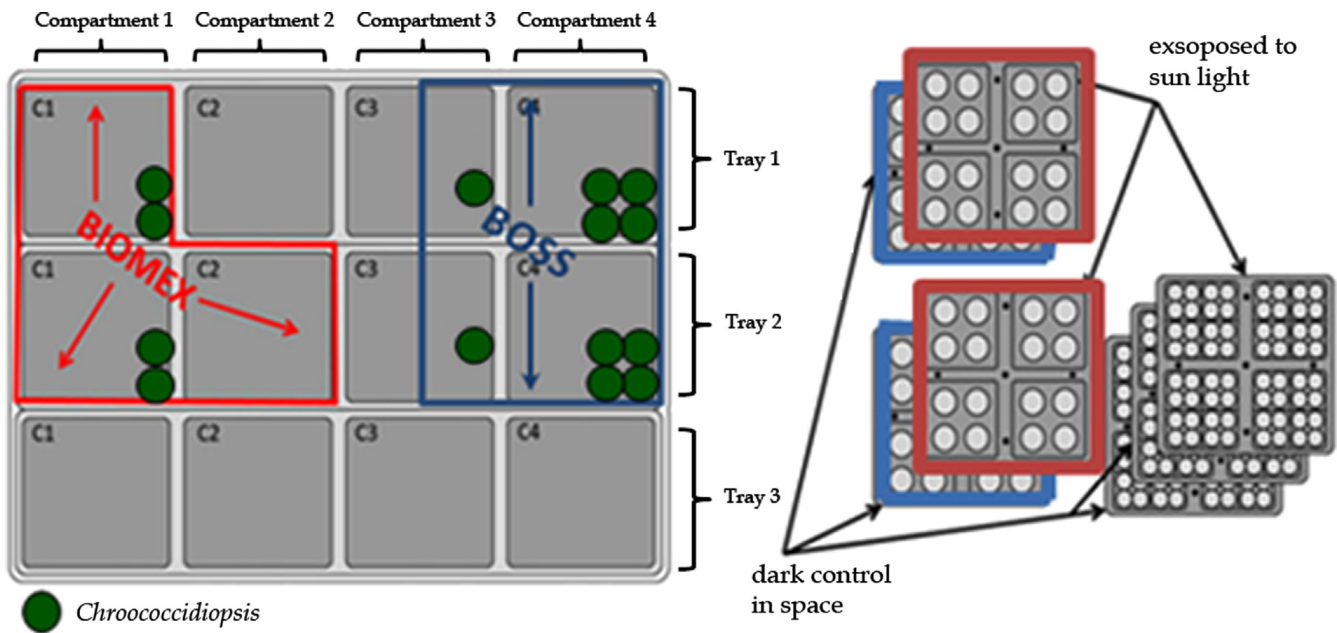 Compartment 1 Compartment 2 Compartment 3 Compartment 4
C1 C2 C3 C4
BIOMEX
BOSS
Tray 1
C1 C2 C3 C4
Tray 2
C1 C2 C3 C4
Tray 3
Chroococcidiopsis
exsoposed to
sun light
dark control
in space